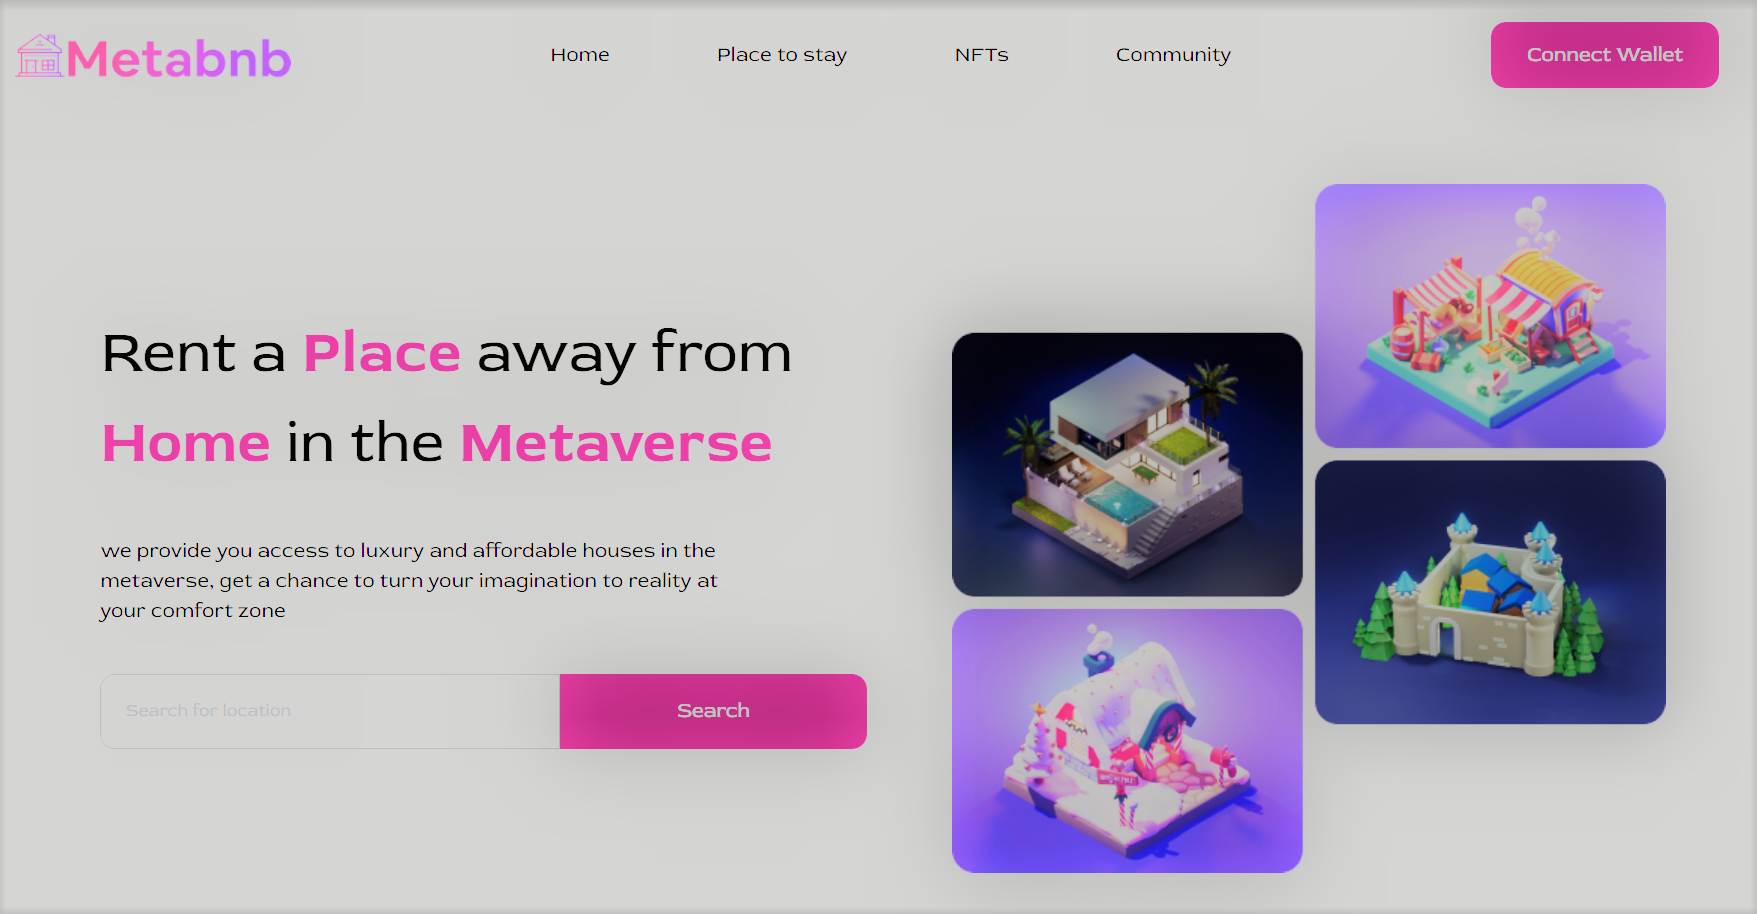 Metabnb
Home
Place to stay
NFTs
Community
Connect Wallet
Rent a Place away from
Home in the Metaverse
we provide you access to luxury and affordable houses in the
metaverse, get a chance to turn your imagination to reality at
your comfort zone
Search for location
Search